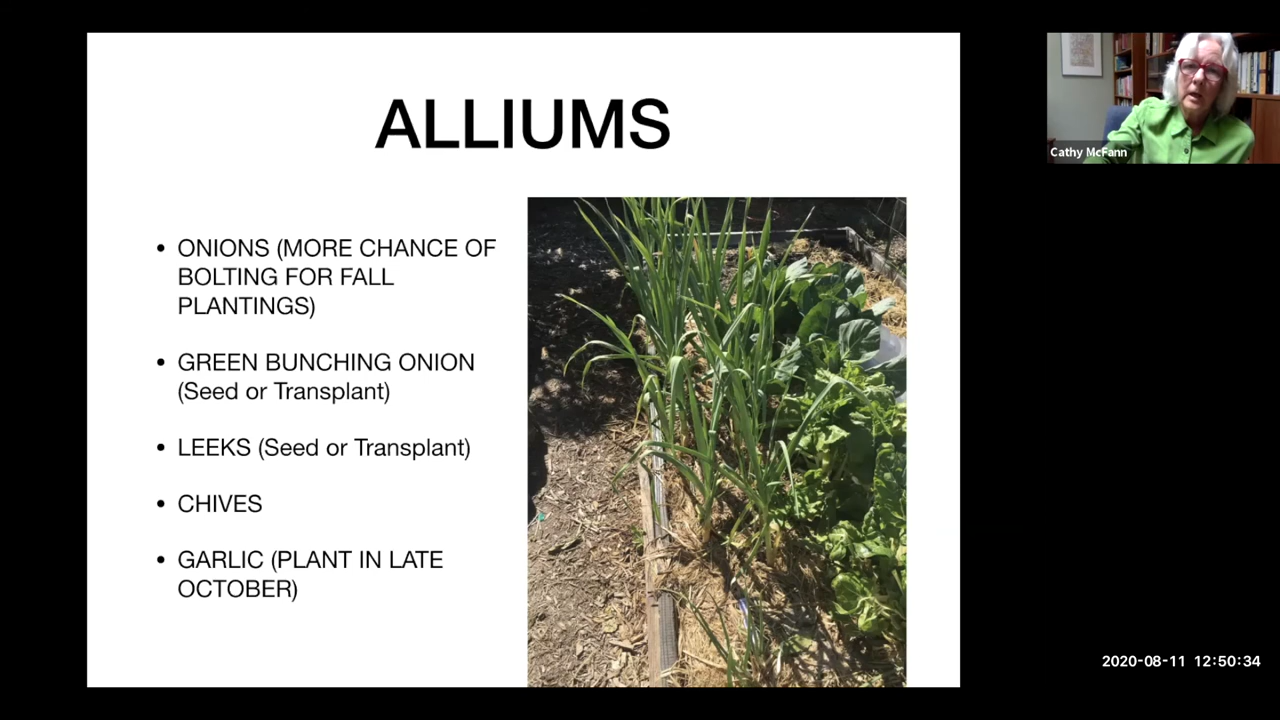 ALLIUMS
• ONIONS (MORE CHANCE OF
BOLTING FOR FALL
PLANTINGS)
• GREEN BUNCHING ONION
(Seed or Transplant)
• LEEKS (Seed or Transplant)
• CHIVES
• GARLIC (PLANT IN LATE
OCTOBER)
Cathy McFann
2020-08-11 12:50:34